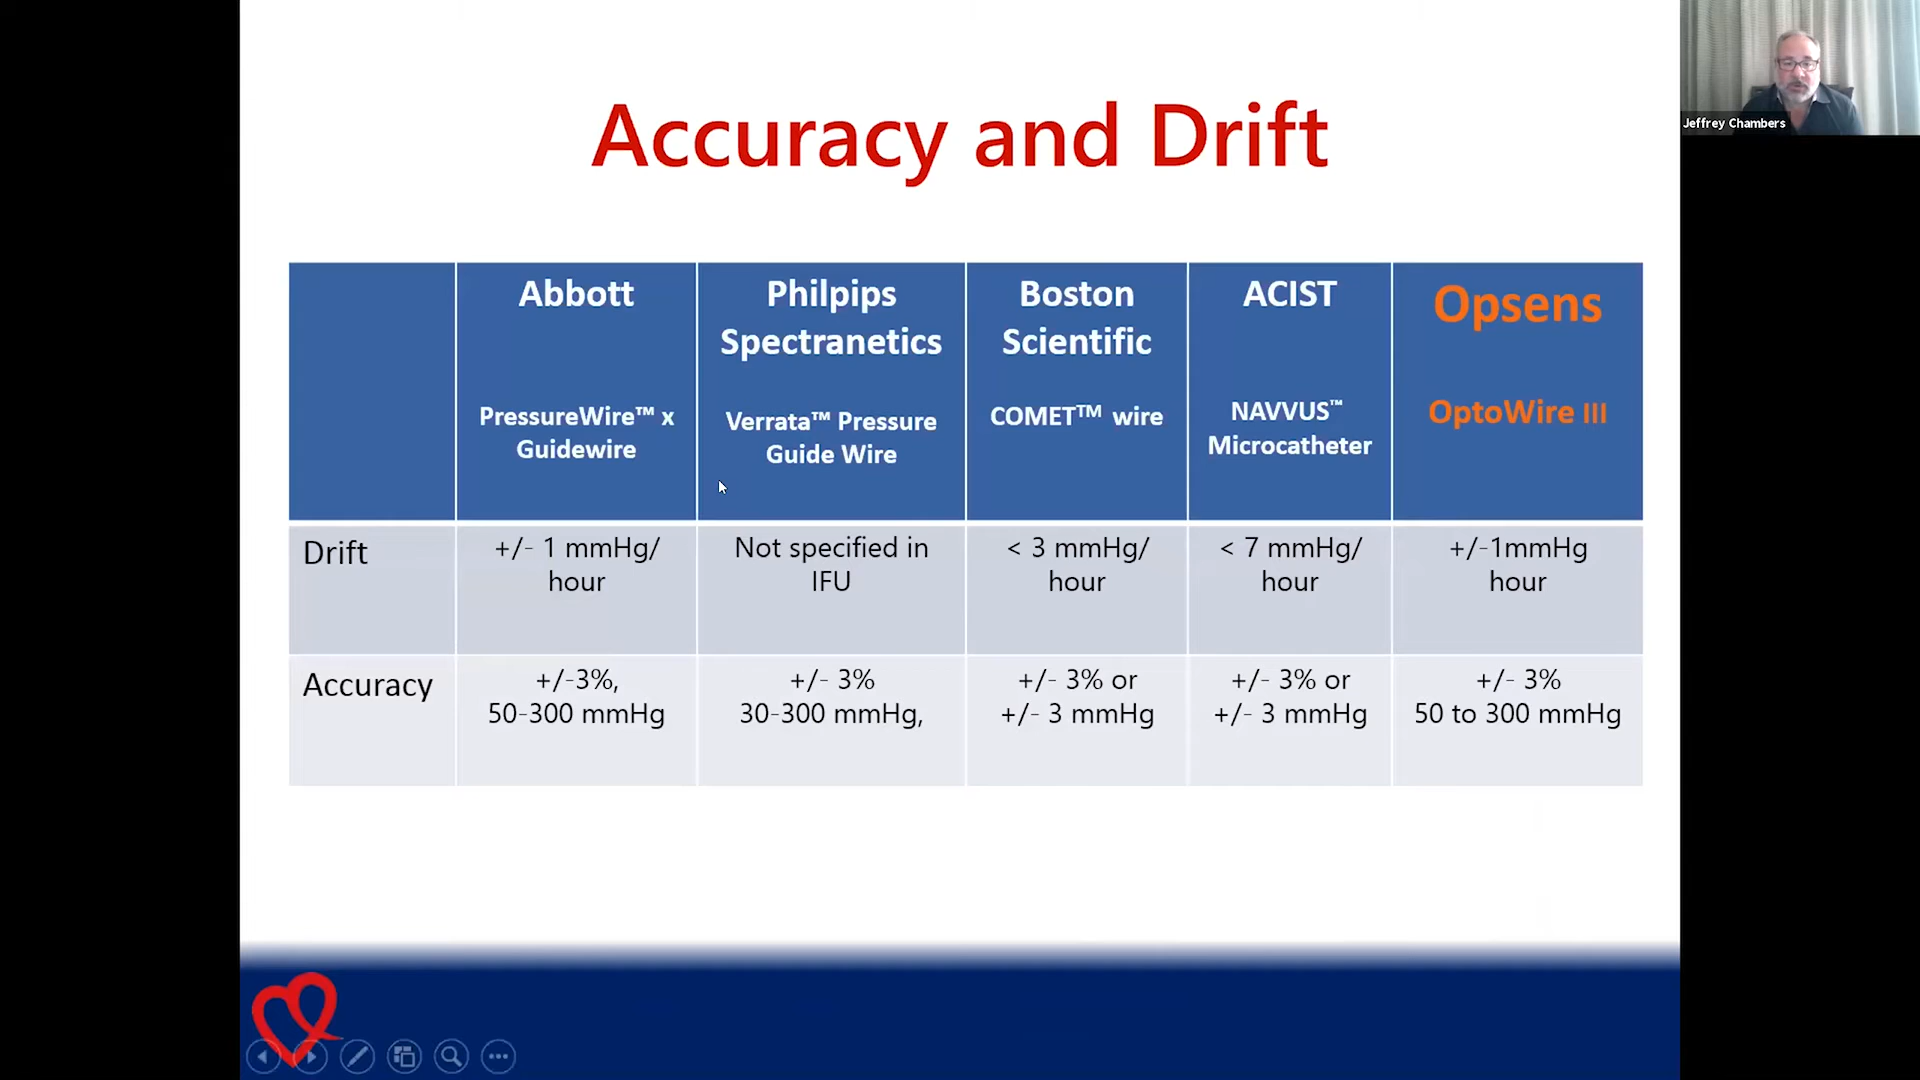 Accuracy and Drift
Jeffrey Chambers
Abbott
PressureWire™ x
Guidewire
Philpips
Spectranetics
Verrata™ Pressure
Guide Wire
Boston
Scientific
COMET™ wire
ACIST
NAVVUS™
Microcatheter
Opsens
OptoWire III
Drift
+/- 1 mmHg/
hour
Not specified in
IFU
< 3 mmHg/
hour
< 7 mmHg/
hour
+/-1mmHg
hour
Accuracy
+/-3%,
50-300 mmHg
+/- 3%
30-300 mmHg,
+/- 3% or
+/- 3 mmHg
+/- 3% or
+/- 3 mmHg
+/- 3%
50 to 300 mmHg